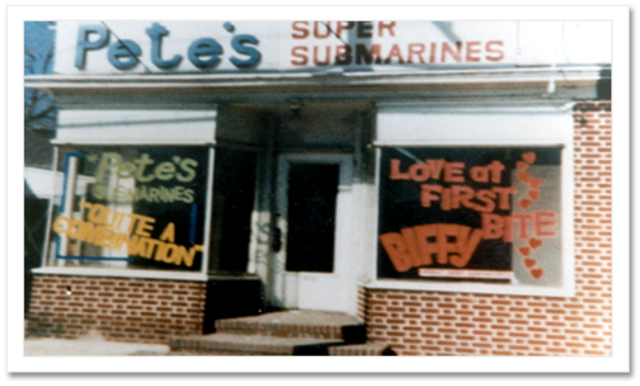 Pete's
SUPER
SUBMARINES
"Pete's
SUBMARINES
"QUITE A
COMBINATION"
LOVE at
FIRST
BITE
BIFFY